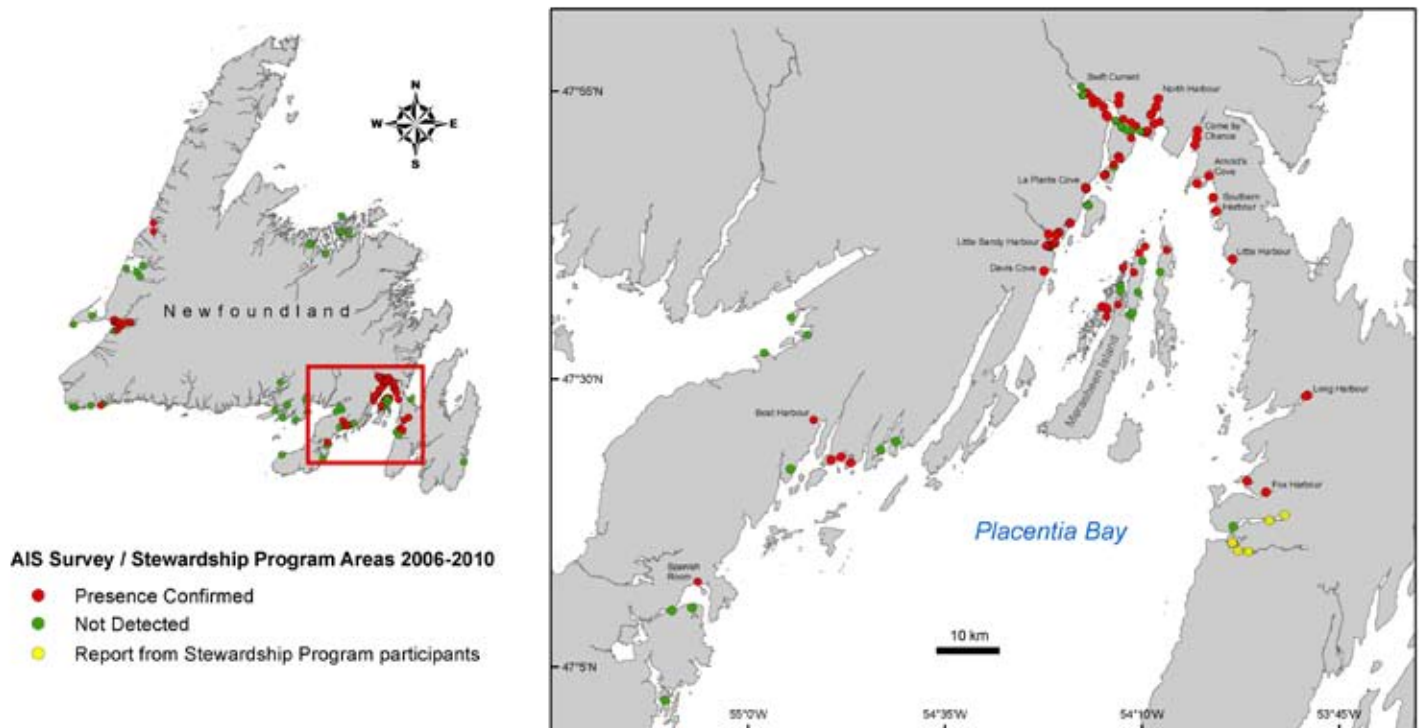 N
W E
S
Newfoundland
AIS Survey / Stewardship Program Areas 2006-2010
Presence Confirmed
Not Detected
Report from Stewardship Program participants
47°55'N
47°30'N
47°5'N
Swift Current
North Harbour
Come By
Chance
Arnold's
Cove
La Plante Cove
Southern
Harbour
Little Sandy Harbour
Little Harbour
Davis Cove
Merasheen Island
Long Harbour
Boat Harbour
Fox Harbour
Placentia Bay
Spanish
Room
10 km
55°0'W
54°35'W
54°10'W
53°45'W